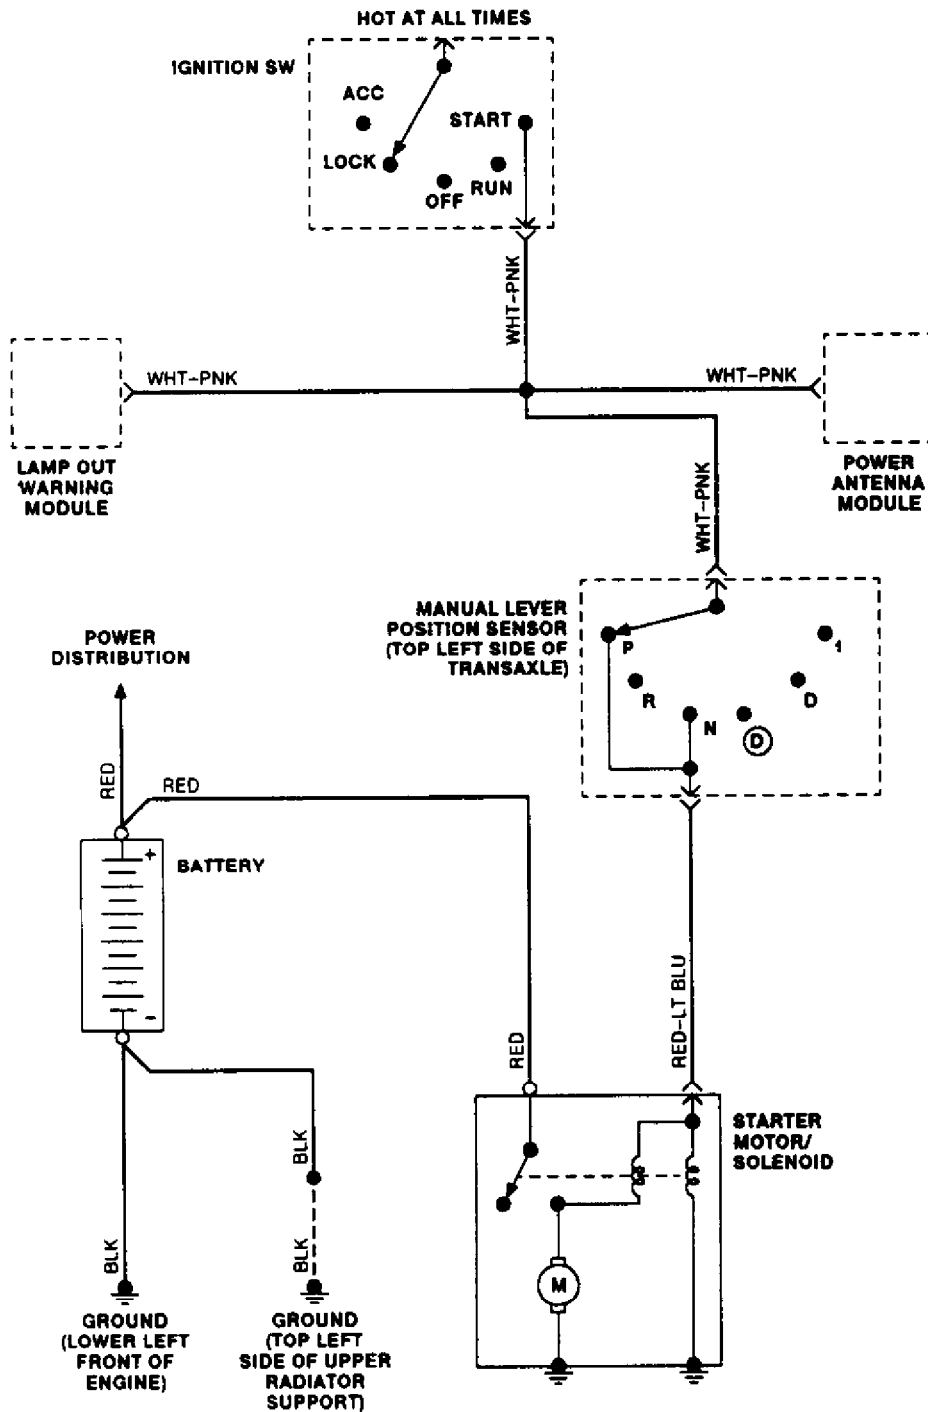 HOT AT ALL TIMES
IGNITION SW
ACC
START
LOCK
OFF
RUN
WHT-PNK
WHT-PNK
WHT-PNK
LAMP OUT
WARNING
MODULE
POWER
ANTENNA
MODULE
WHT-PNK
MANUAL LEVER
POSITION SENSOR
(TOP LEFT SIDE OF
TRANSAXLE)
P
R
N
D
D
1
POWER
DISTRIBUTION
RED
RED
+
BATTERY
-
RED
RED-LT BLU
STARTER
MOTOR/
SOLENOID
M
BLK
BLK
BLK
GROUND
(LOWER LEFT
FRONT OF
ENGINE)
GROUND
(TOP LEFT
SIDE OF UPPER
RADIATOR
SUPPORT)